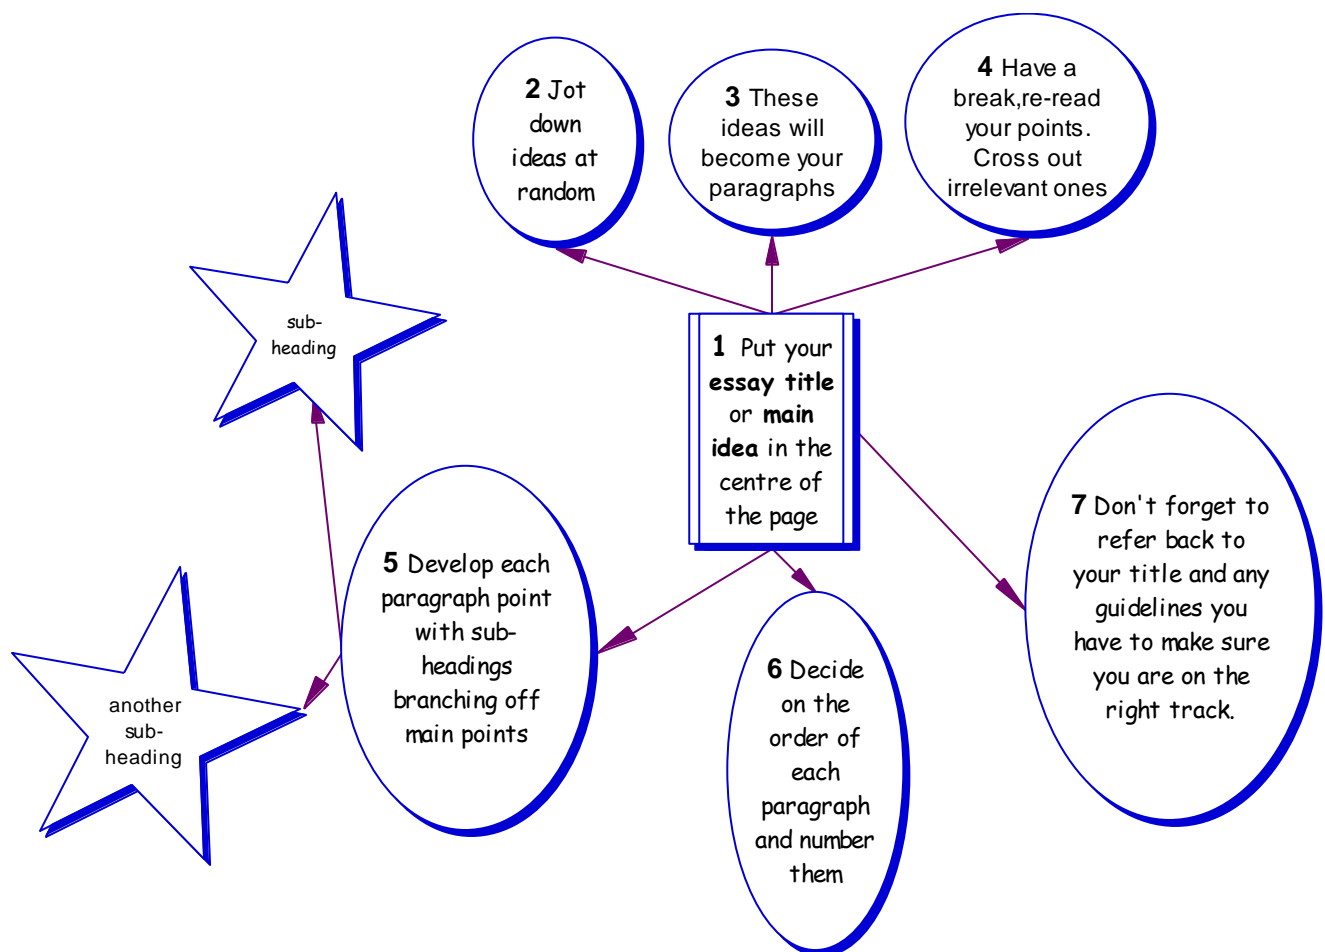 1 Put your
essay title
or main
idea in the
centre of
the page
2 Jot
down
ideas at
random
3 These
ideas will
become your
paragraphs
4 Have a
break,re-read
your points.
Cross out
irrelevant ones
5 Develop each
paragraph point
with sub-
headings
branching off
main points
sub-
heading
another
sub-
heading
6 Decide
on the
order of
each
paragraph
and number
them
7 Don't forget to
refer back to
your title and any
guidelines you
have to make sure
you are on the
right track.